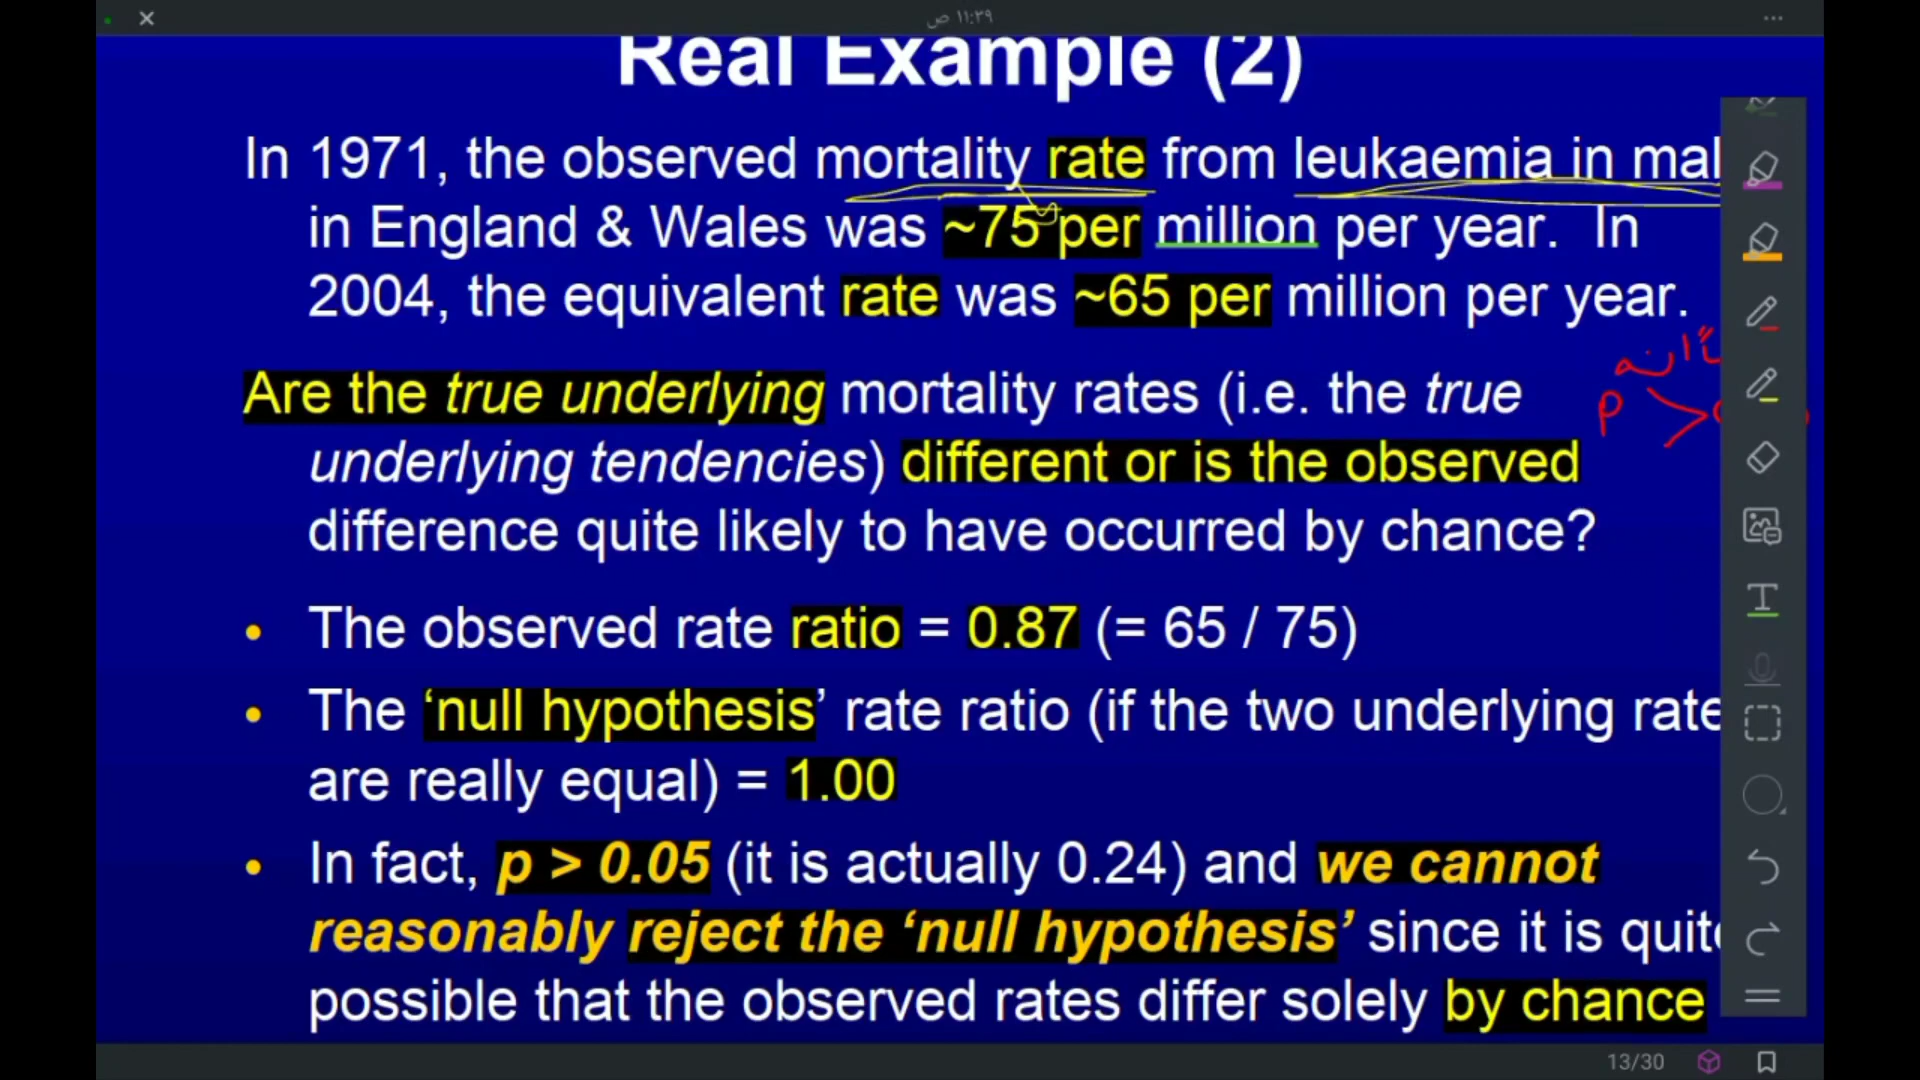 ١١:٣٩ ص
Real Example (2)
In 1971, the observed mortality rate from leukaemia in mal
in England & Wales was ~75 per million per year. In
2004, the equivalent rate was ~65 per million per year.
Are the true underlying mortality rates (i.e. the true
underlying tendencies) different or is the observed
difference quite likely to have occurred by chance?
• The observed rate ratio = 0.87 (= 65 / 75)
• The ‘null hypothesis’ rate ratio (if the two underlying rate
are really equal) = 1.00
• In fact, p > 0.05 (it is actually 0.24) and we cannot
reasonably reject the ‘null hypothesis’ since it is quite
possible that the observed rates differ solely by chance
P >
13/30